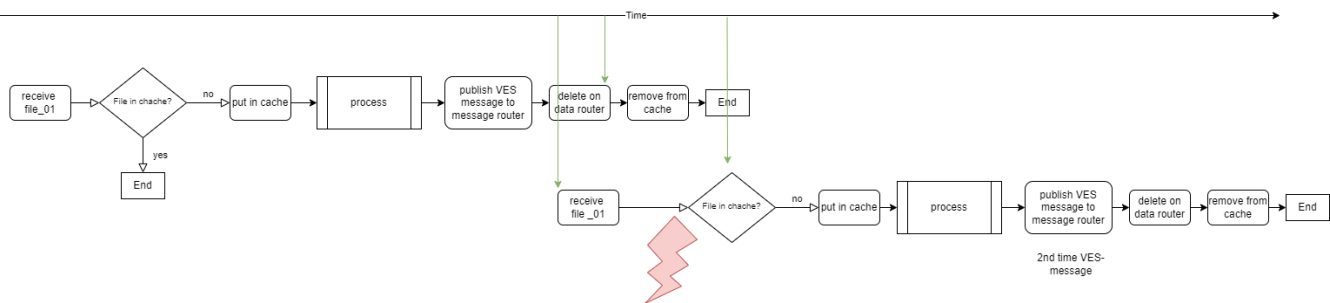 Time
receive
file_01
File in chache?
no
put in cache
process
publish VES
message to
message router
delete on
data router
remove from
cache
End
yes
End
receive
file _01
File in chache?
no
put in cache
process
publish VES
message to
message router
delete on
data router
remove from
cache
End
2nd time VES-
message